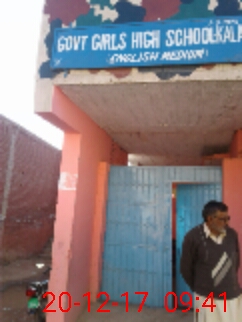 GOVT GIRLS HIGH SCHOOL KALA
(ENGLISH MEDIUM)
20-12-17 09:41